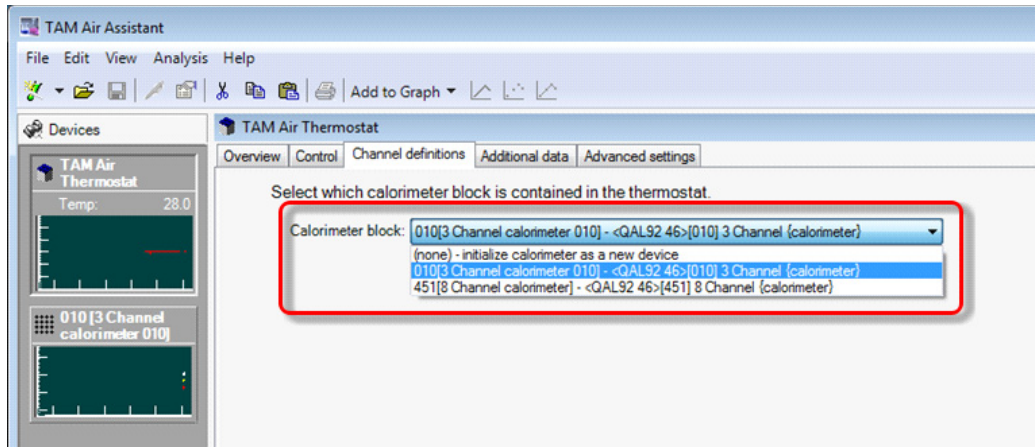 TAM Air Assistant
File Edit View Analysis Help
Add to Graph
Devices
TAM Air Thermostat
Overview Control Channel definitions Additional data Advanced settings
TAM Air
Thermostat
Temp: 28.0
Select which calorimeter block is contained in the thermostat.
Calorimeter block: 010[3 Channel calorimeter 010] - <QAL92 46>[010] 3 Channel {calorimeter}
(none) - initialize calorimeter as a new device
010[3 Channel calorimeter 010] - <QAL92 46>[010] 3 Channel {calorimeter}
451[8 Channel calorimeter] - <QAL92 46>[451] 8 Channel {calorimeter}
010 [3 Channel
calorimeter 010]